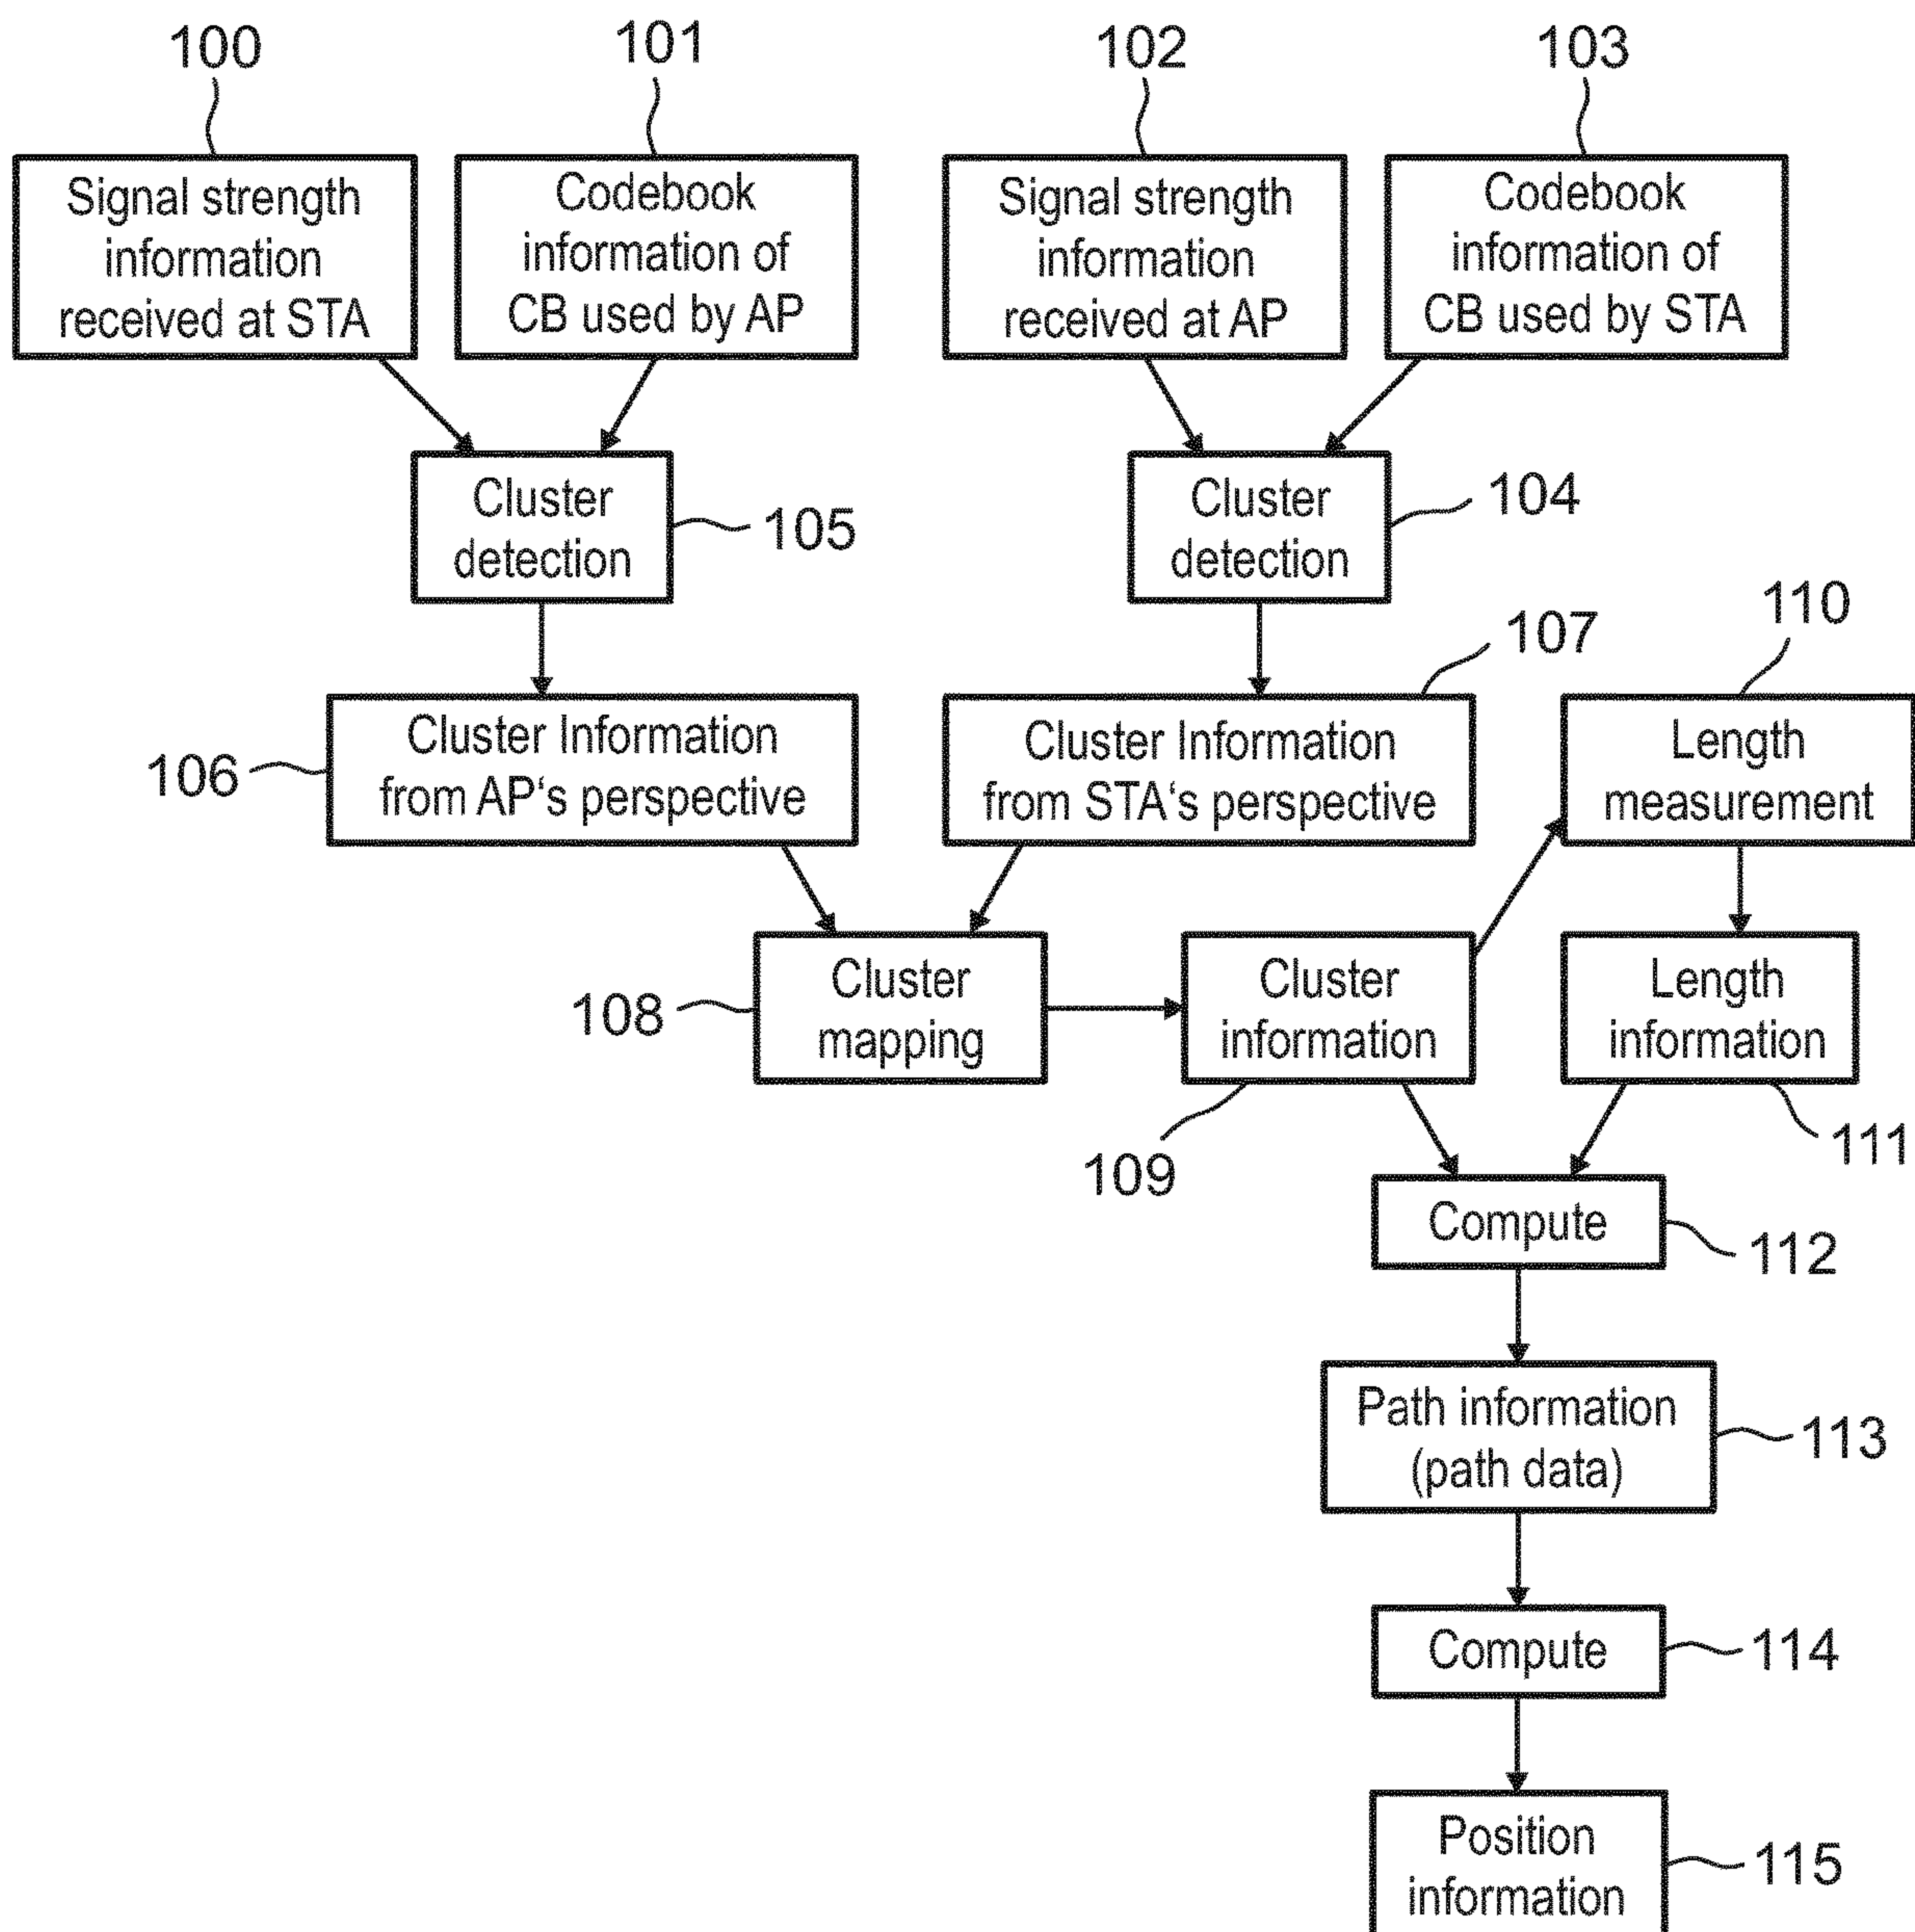 100
101
102
103
Signal strength
information
received at STA
Codebook
information of
CB used by AP
Signal strength
information
received at AP
Codebook
information of
CB used by STA
Cluster
detection
105
Cluster
detection
104
107
110
106
Cluster Information
from AP‘s perspective
Cluster Information
from STA‘s perspective
Length
measurement
108
Cluster
mapping
Cluster
information
Length
information
109
111
Compute
112
Path information
(path data)
113
Compute
114
Position
information
115